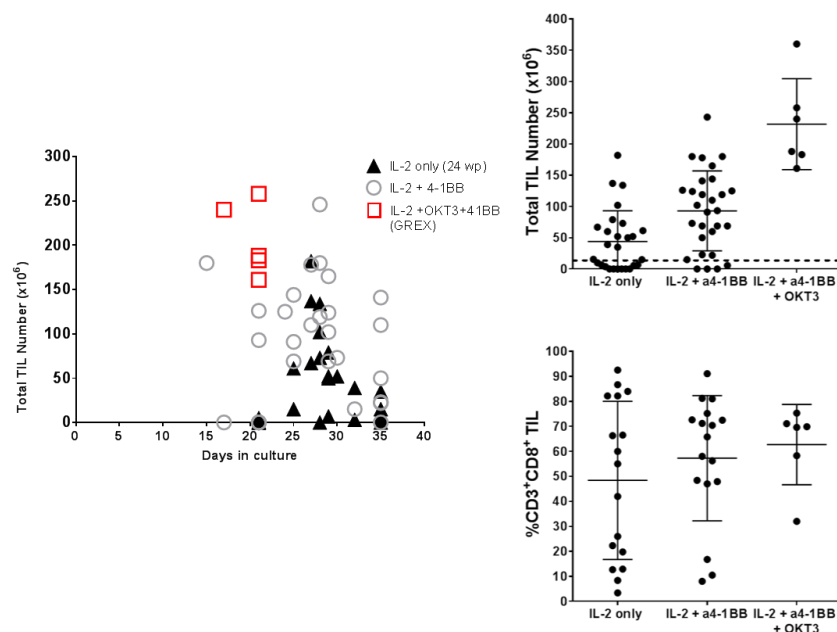 300
250
200
150
100
50
0
Total TIL Number (x10⁶)
0 5 10 15 20 25 30 35 40
Days in culture
IL-2 only (24 wp)
IL-2 + 4-1BB
IL-2 +OKT3+41BB
(GREX)
400
350
300
250
200
150
100
50
0
Total TIL Number (x10⁶)
IL-2 only IL-2 + a4-1BB IL-2 + a4-1BB
+ OKT3
100
90
80
70
60
50
40
30
20
10
0
%CD3⁺CD8⁺ TIL
IL-2 only IL-2 + a4-1BB IL-2 + a4-1BB
+ OKT3